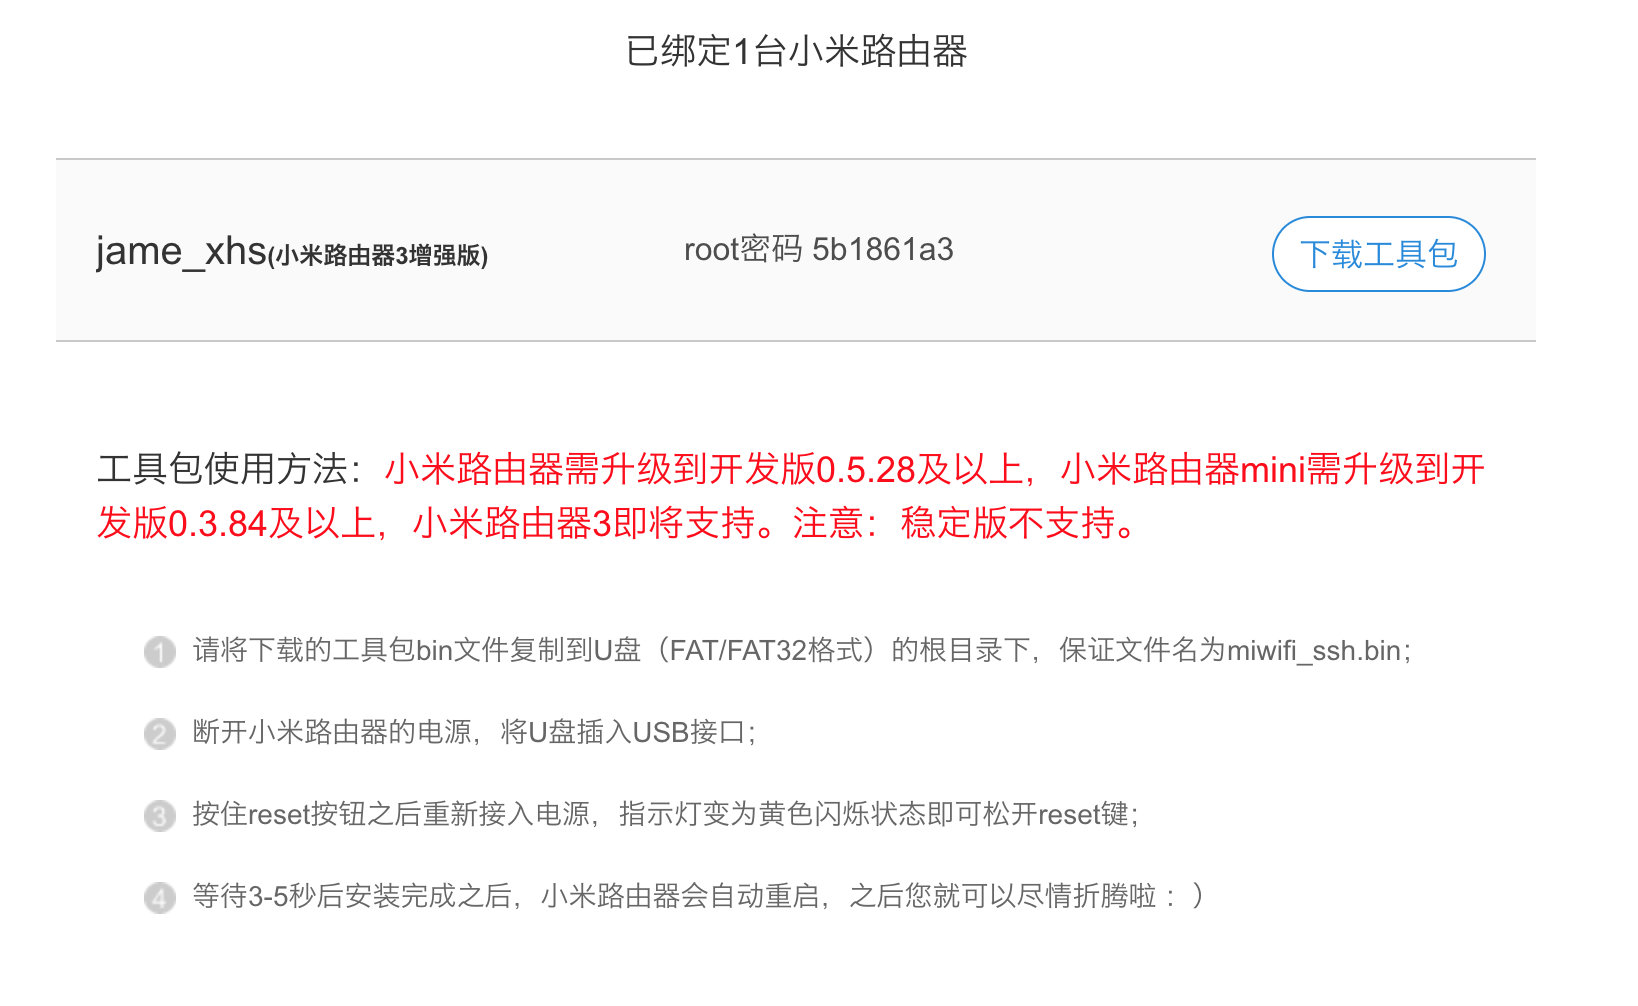 已绑定1台小米路由器
jame_xhs(小米路由器3增强版) root密码 5b1861a3 下载工具包
工具包使用方法：小米路由器需升级到开发版0.5.28及以上，小米路由器mini需升级到开
发版0.3.84及以上，小米路由器3即将支持。注意：稳定版不支持。
1 请将下载的工具包bin文件复制到U盘（FAT/FAT32格式）的根目录下，保证文件名为miwifi_ssh.bin；
2 断开小米路由器的电源，将U盘插入USB接口；
3 按住reset按钮之后重新接入电源，指示灯变为黄色闪烁状态即可松开reset键；
4 等待3-5秒后安装完成之后，小米路由器会自动重启，之后您就可以尽情折腾啦 ：）